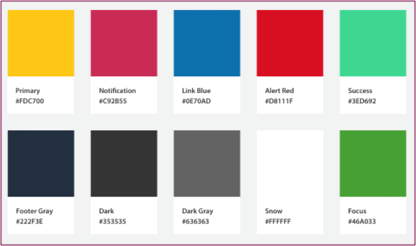 Primary
#FDC700
Notification
#C92B55
Link Blue
#0E70AD
Alert Red
#D8111F
Success
#3ED692
Footer Gray
#222F3E
Dark
#353535
Dark Gray
#636363
Snow
#FFFFFF
Focus
#46A033